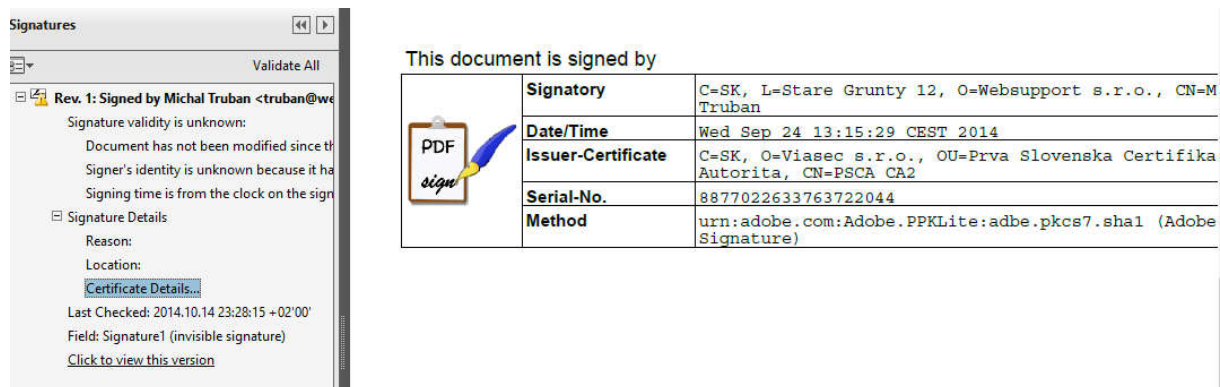 Signatures
Validate All
Rev. 1: Signed by Michal Truban <truban@we
Signature validity is unknown:
Document has not been modified since th
Signer's identity is unknown because it ha
Signing time is from the clock on the sign
Signature Details
Reason:
Location:
Certificate Details...
Last Checked: 2014.10.14 23:28:15 +02'00'
Field: Signature1 (invisible signature)
Click to view this version
This document is signed by
PDF
sign
Signatory C=SK, L=Stare Grunty 12, O=Websupport s.r.o., CN=M
Truban
Date/Time Wed Sep 24 13:15:29 CEST 2014
Issuer-Certificate C=SK, O=Viasec s.r.o., OU=Prva Slovenska Certifika
Autorita, CN=PSCA CA2
Serial-No. 8877022633763722044
Method urn:adobe.com:Adobe.PPKLite:adbe.pkcs7.sha1 (Adobe
Signature)